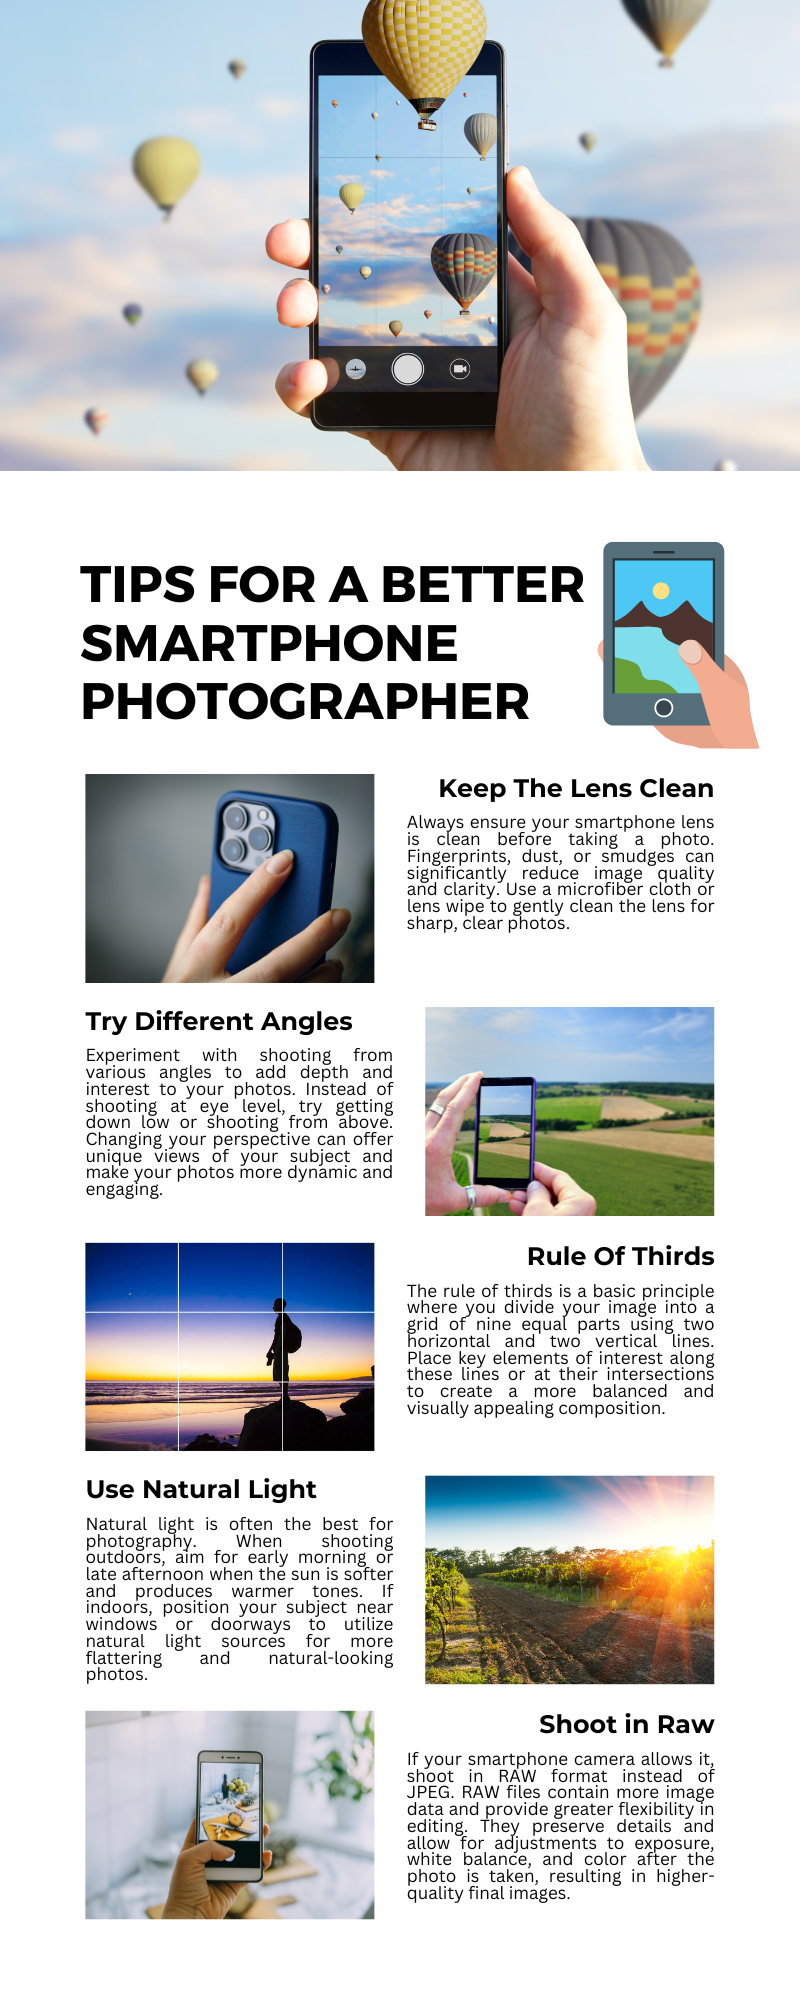 TIPS FOR A BETTER
SMARTPHONE
PHOTOGRAPHER
Keep The Lens Clean
Always ensure your smartphone lens
is clean before taking a photo.
Fingerprints, dust, or smudges can
significantly reduce image quality
and clarity. Use a microfiber cloth or
lens wipe to gently clean the lens for
sharp, clear photos.
Try Different Angles
Experiment with shooting from
various angles to add depth and
interest to your photos. Instead of
shooting at eye level, try getting
down low or shooting from above.
Changing your perspective can offer
unique views of your subject and
make your photos more dynamic and
engaging.
Rule Of Thirds
The rule of thirds is a basic principle
where you divide your image into a
grid of nine equal parts using two
horizontal and two vertical lines.
Place key elements of interest along
these lines or at their intersections
to create a more balanced and
visually appealing composition.
Use Natural Light
Natural light is often the best for
photography. When shooting
outdoors, aim for early morning or
late afternoon when the sun is softer
and produces warmer tones. If
indoors, position your subject near
windows or doorways to utilize
natural light sources for more
flattering and natural-looking
photos.
Shoot in Raw
If your smartphone camera allows it,
shoot in RAW format instead of
JPEG. RAW files contain more image
data and provide greater flexibility in
editing. They preserve details and
allow for adjustments to exposure,
white balance, and color after the
photo is taken, resulting in higher-
quality final images.